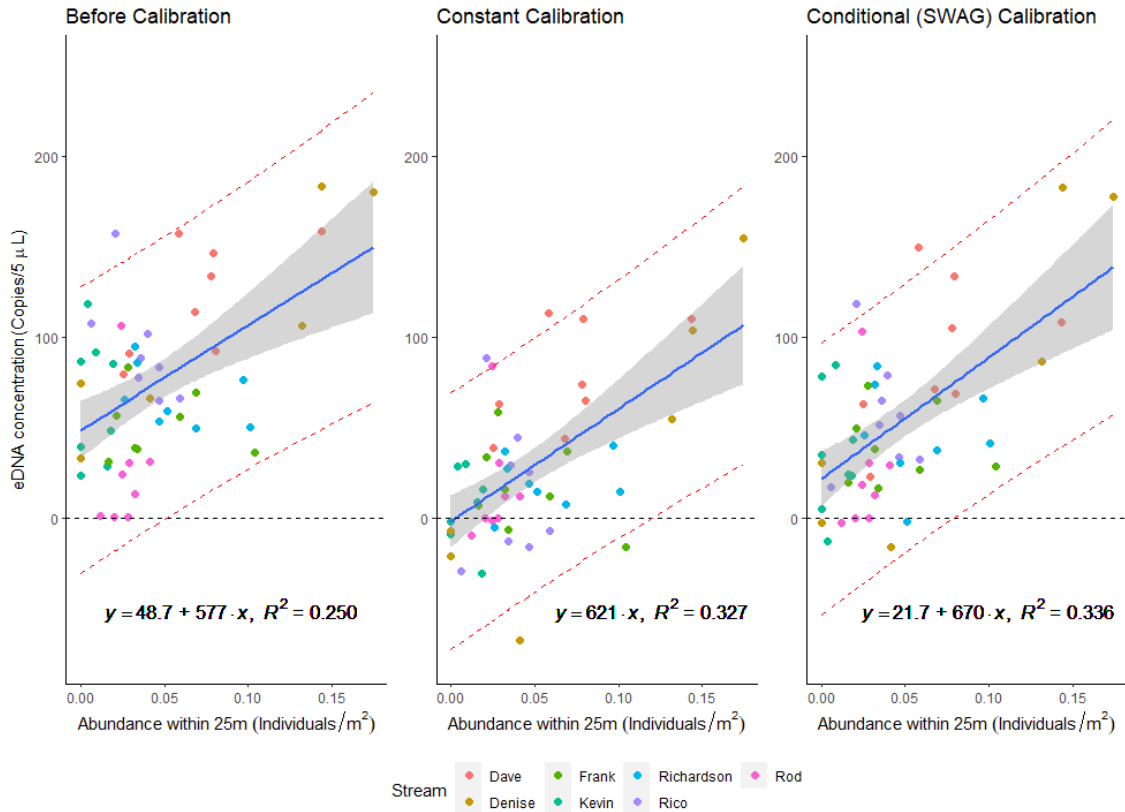 Before Calibration
Constant Calibration
Conditional (SWAG) Calibration
eDNA concentration (Copies/5 μ L)
200
100
0
200
100
0
200
100
0
y = 48.7 + 577 · x, R² = 0.250
y = 621 · x, R² = 0.327
y = 21.7 + 670 · x, R² = 0.336
0.00 0.05 0.10 0.15
0.00 0.05 0.10 0.15
0.00 0.05 0.10 0.15
Abundance within 25m (Individuals/m²)
Abundance within 25m (Individuals/m²)
Abundance within 25m (Individuals/m²)
Stream
Dave Frank Richardson Rod
Denise Kevin Rico